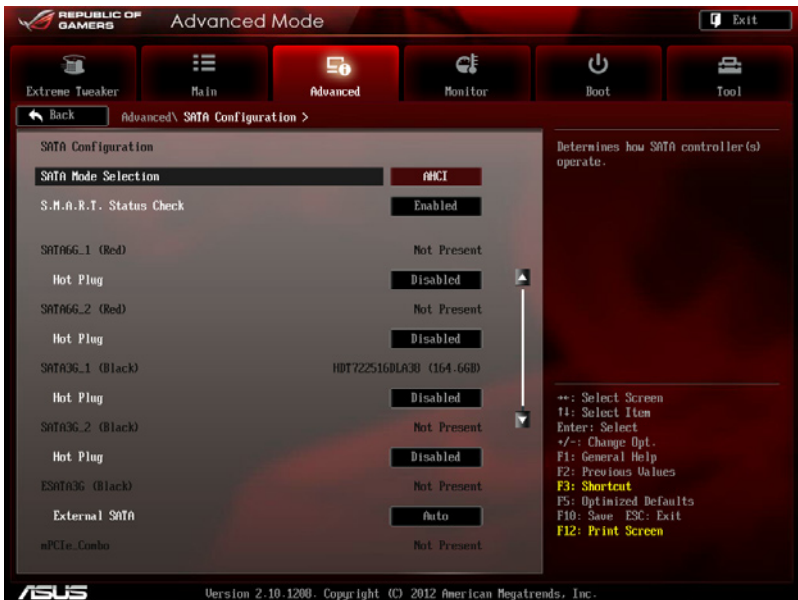 REPUBLIC OF GAMERS
Advanced Mode
Exit
Extreme Tweaker
Main
Advanced
Monitor
Boot
Tool
Back
Advanced\ SATA Configuration >
SATA Configuration
SATA Mode Selection AHCI
S.M.A.R.T. Status Check Enabled
SATA6G_1 (Red) Not Present
Hot Plug Disabled
SATA6G_2 (Red) Not Present
Hot Plug Disabled
SATA3G_1 (Black) HDT722516DLA38 (164.6GB)
Hot Plug Disabled
SATA3G_2 (Black) Not Present
Hot Plug Disabled
ESATA3G (Black) Not Present
External SATA Auto
mPCIe_Combo Not Present
Determines how SATA controller(s)
operate.
→←: Select Screen
↑↓: Select Item
Enter: Select
+/-: Change Opt.
F1: General Help
F2: Previous Values
F3: Shortcut
F5: Optimized Defaults
F10: Save ESC: Exit
F12: Print Screen
ASUS
Version 2.10.1208. Copyright (C) 2012 American Megatrends, Inc.